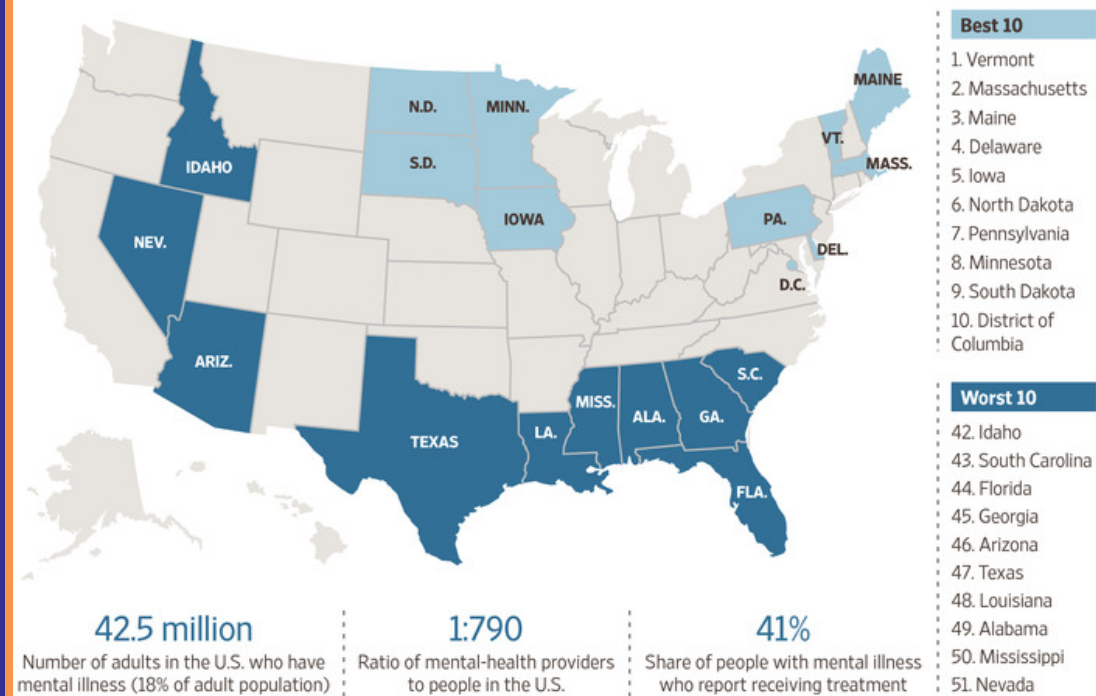 MAINE
N.D.
MINN.
VT.
MASS.
IDAHO
S.D.
IOWA
PA.
NEV.
DEL.
D.C.
ARIZ.
S.C.
MISS.
ALA.
GA.
LA.
TEXAS
FLA.
42.5 million
Number of adults in the U.S. who have
mental illness (18% of adult population)
1:790
Ratio of mental-health providers
to people in the U.S.
41%
Share of people with mental illness
who report receiving treatment
Best 10
1. Vermont
2. Massachusetts
3. Maine
4. Delaware
5. Iowa
6. North Dakota
7. Pennsylvania
8. Minnesota
9. South Dakota
10. District of
Columbia
Worst 10
42. Idaho
43. South Carolina
44. Florida
45. Georgia
46. Arizona
47. Texas
48. Louisiana
49. Alabama
50. Mississippi
51. Nevada